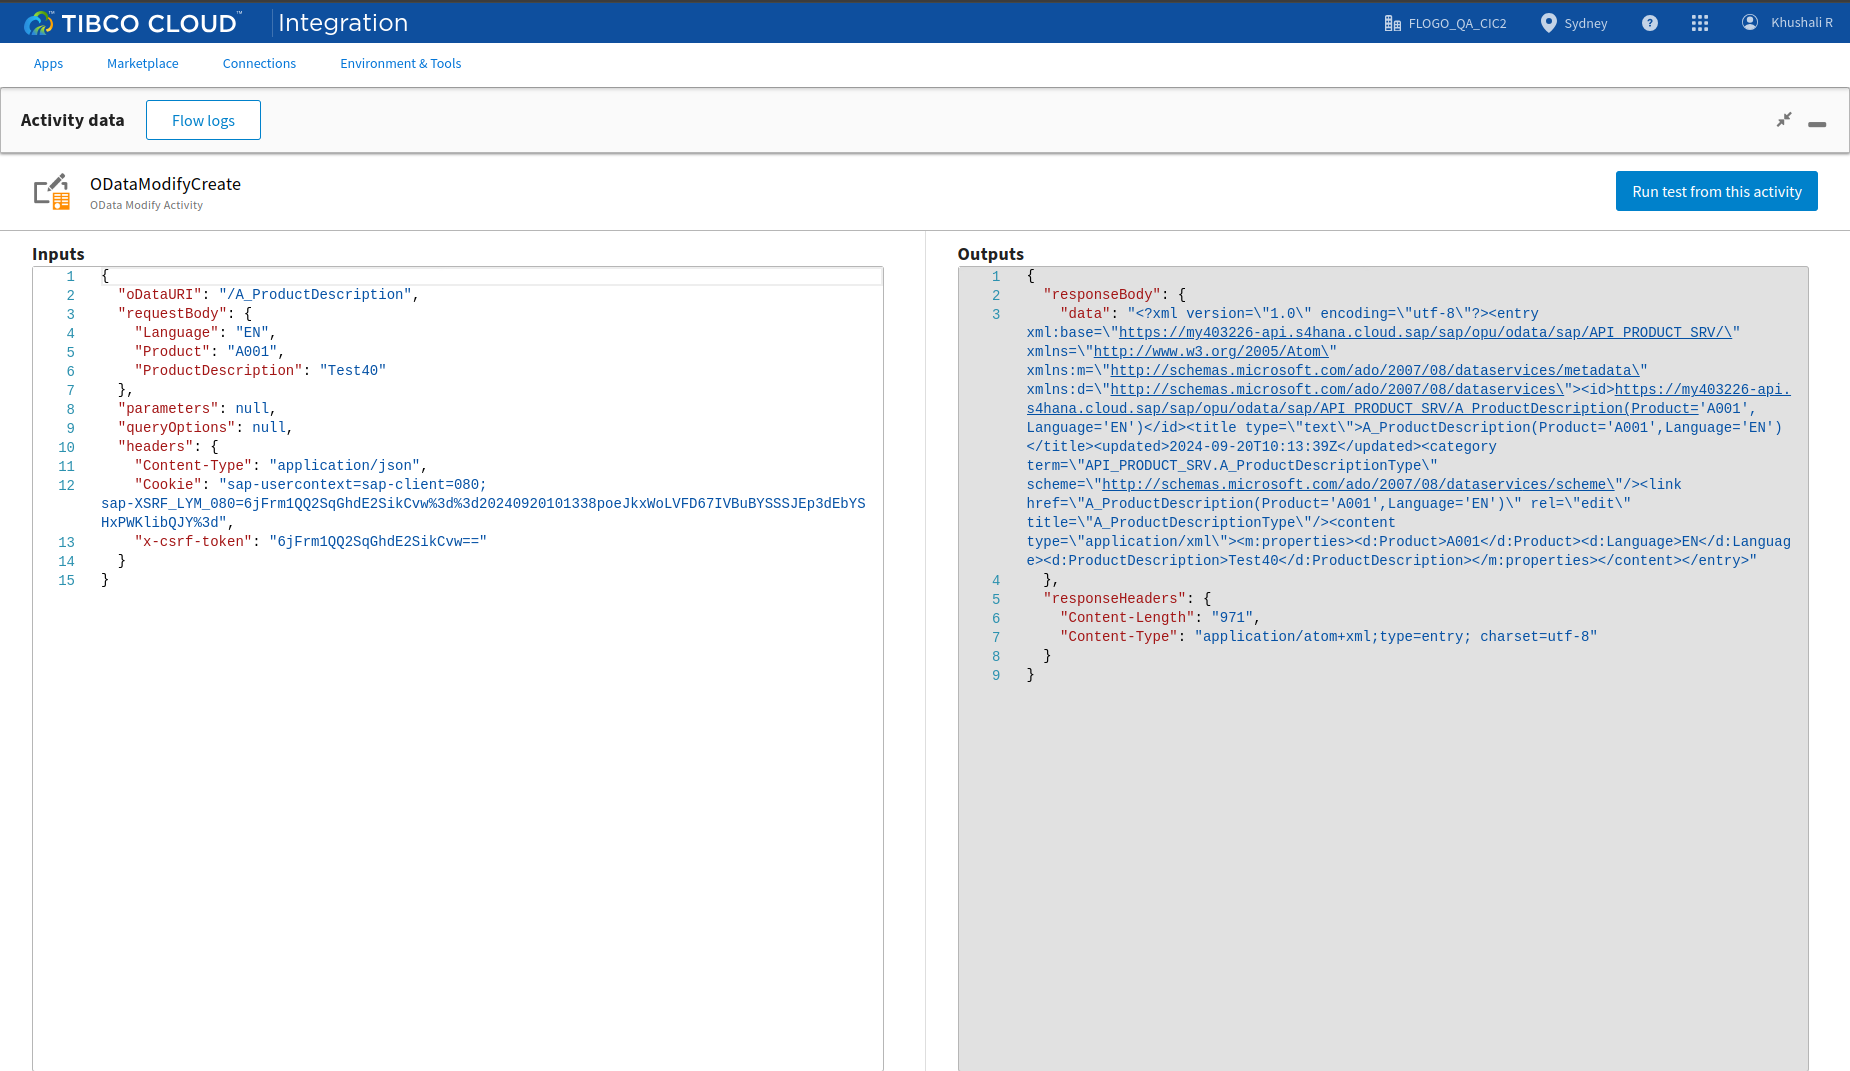 TIBCO CLOUD™ Integration
FLOGO_QA_CIC2 Sydney ? Khushali R
Apps Marketplace Connections Environment & Tools
Activity data Flow logs
ODataModifyCreate
OData Modify Activity
Run test from this activity
Inputs
1 {
2 "oDataURI": "/A_ProductDescription",
3 "requestBody": {
4 "Language": "EN",
5 "Product": "A001",
6 "ProductDescription": "Test40"
7 },
8 "parameters": null,
9 "queryOptions": null,
10 "headers": {
11 "Content-Type": "application/json",
12 "Cookie": "sap-usercontext=sap-client=080;
sap-XSRF_LYM_080=6jFrm1QQ2SqGhdE2SikCvw%3d%3d20240920101338poeJkxWoLVFD67IVBuBYSSSJEp3dEbYS
HxPWKlibQJY%3d",
13 "x-csrf-token": "6jFrm1QQ2SqGhdE2SikCvw=="
14 }
15 }
Outputs
1 {
2 "responseBody": {
3 "data": "<?xml version=\"1.0\" encoding=\"utf-8\"?><entry
xml:base=\"https://my403226-api.s4hana.cloud.sap/sap/opu/odata/sap/API_PRODUCT_SRV/\"
xmlns=\"http://www.w3.org/2005/Atom\"
xmlns:m=\"http://schemas.microsoft.com/ado/2007/08/dataservices/metadata\"
xmlns:d=\"http://schemas.microsoft.com/ado/2007/08/dataservices\"><id>https://my403226-api.
s4hana.cloud.sap/sap/opu/odata/sap/API_PRODUCT_SRV/A_ProductDescription(Product='A001',
Language='EN')</id><title type=\"text\">A_ProductDescription(Product='A001',Language='EN')
</title><updated>2024-09-20T10:13:39Z</updated><category
term=\"API_PRODUCT_SRV.A_ProductDescriptionType\"
scheme=\"http://schemas.microsoft.com/ado/2007/08/dataservices/scheme\"/><link
href=\"A_ProductDescription(Product='A001',Language='EN')\" rel=\"edit\"
title=\"A_ProductDescriptionType\"/><content
type=\"application/xml\"><m:properties><d:Product>A001</d:Product><d:Language>EN</d:Languag
e><d:ProductDescription>Test40</d:ProductDescription></m:properties></content></entry>"
4 },
5 "responseHeaders": {
6 "Content-Length": "971",
7 "Content-Type": "application/atom+xml;type=entry; charset=utf-8"
8 }
9 }